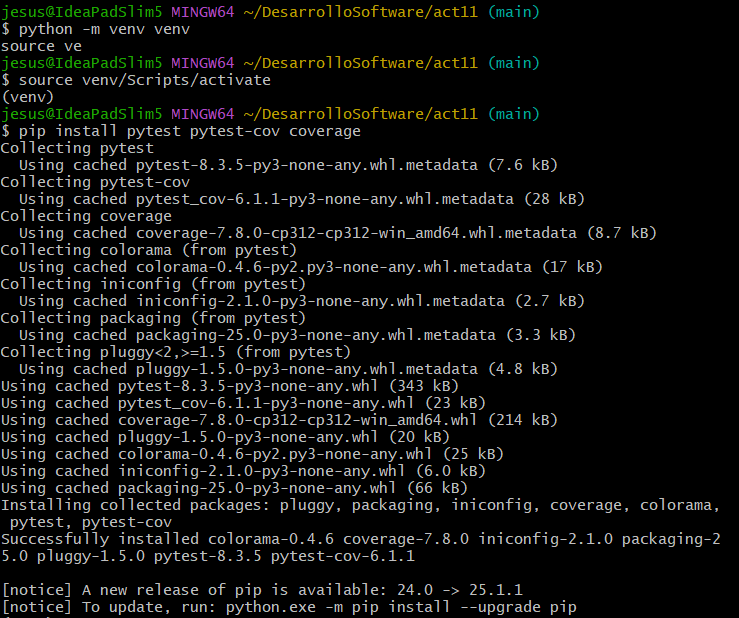 jesus@IdeaPadSlim5 MINGW64 ~/DesarrolloSoftware/act11 (main)
$ python -m venv venv
source ve
jesus@IdeaPadSlim5 MINGW64 ~/DesarrolloSoftware/act11 (main)
$ source venv/Scripts/activate
(venv)
jesus@IdeaPadSlim5 MINGW64 ~/DesarrolloSoftware/act11 (main)
$ pip install pytest pytest-cov coverage
Collecting pytest
  Using cached pytest-8.3.5-py3-none-any.whl.metadata (7.6 kB)
Collecting pytest-cov
  Using cached pytest_cov-6.1.1-py3-none-any.whl.metadata (28 kB)
Collecting coverage
  Using cached coverage-7.8.0-cp312-cp312-win_amd64.whl.metadata (8.7 kB)
Collecting colorama (from pytest)
  Using cached colorama-0.4.6-py2.py3-none-any.whl.metadata (17 kB)
Collecting iniconfig (from pytest)
  Using cached iniconfig-2.1.0-py3-none-any.whl.metadata (2.7 kB)
Collecting packaging (from pytest)
  Using cached packaging-25.0-py3-none-any.whl.metadata (3.3 kB)
Collecting pluggy<2,>=1.5 (from pytest)
  Using cached pluggy-1.5.0-py3-none-any.whl.metadata (4.8 kB)
Using cached pytest-8.3.5-py3-none-any.whl (343 kB)
Using cached pytest_cov-6.1.1-py3-none-any.whl (23 kB)
Using cached coverage-7.8.0-cp312-cp312-win_amd64.whl (214 kB)
Using cached pluggy-1.5.0-py3-none-any.whl (20 kB)
Using cached colorama-0.4.6-py2.py3-none-any.whl (25 kB)
Using cached iniconfig-2.1.0-py3-none-any.whl (6.0 kB)
Using cached packaging-25.0-py3-none-any.whl (66 kB)
Installing collected packages: pluggy, packaging, iniconfig, coverage, colorama,
 pytest, pytest-cov
Successfully installed colorama-0.4.6 coverage-7.8.0 iniconfig-2.1.0 packaging-2
5.0 pluggy-1.5.0 pytest-8.3.5 pytest-cov-6.1.1

[notice] A new release of pip is available: 24.0 -> 25.1.1
[notice] To update, run: python.exe -m pip install --upgrade pip